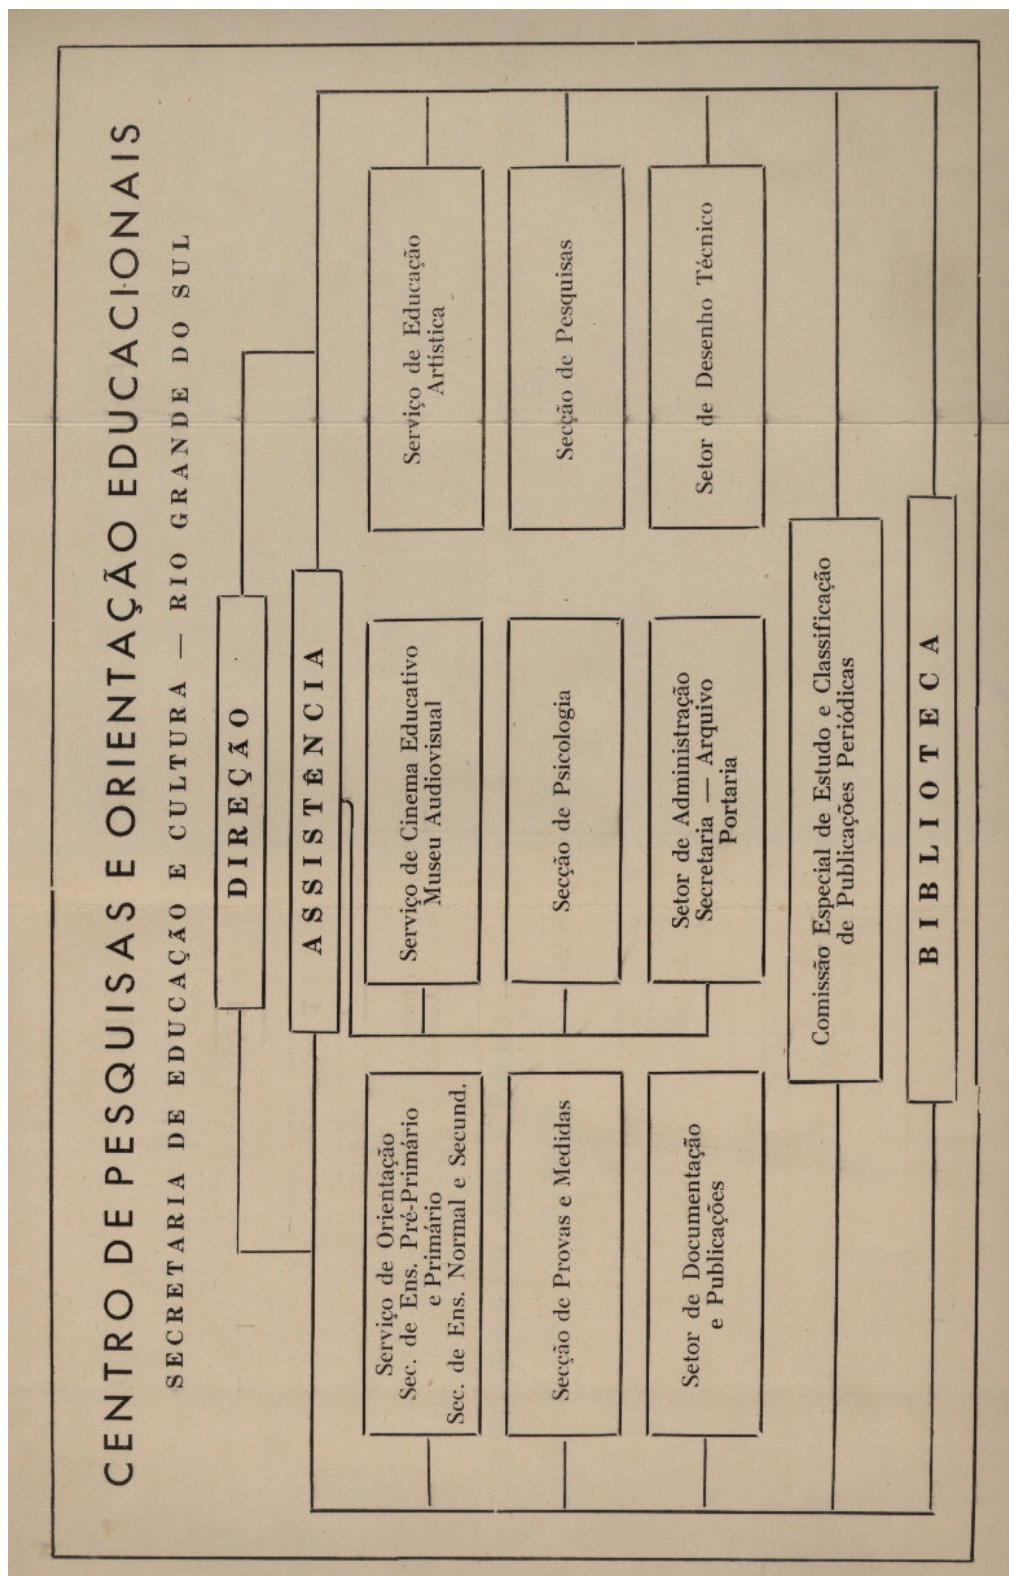 CENTRO DE PESQUISAS E ORIENTAÇÃO EDUCACIONAIS
SECRETARIA DE EDUCAÇÃO E CULTURA — RIO GRANDE DO SUL
DIREÇÃO
ASSISTÊNCIA
Serviço de Orientação
Sec. de Ens. Pré-Primário
e Primário
Sec. de Ens. Normal e Secund.
Serviço de Cinema Educativo
Museu Audiovisual
Serviço de Educação
Artística
Secção de Provas e Medidas
Secção de Psicologia
Secção de Pesquisas
Setor de Documentação
e Publicações
Setor de Administração
Secretaria — Arquivo
Portaria
Setor de Desenho Técnico
Comissão Especial de Estudo e Classificação
de Publicações Periódicas
BIBLIOTECA